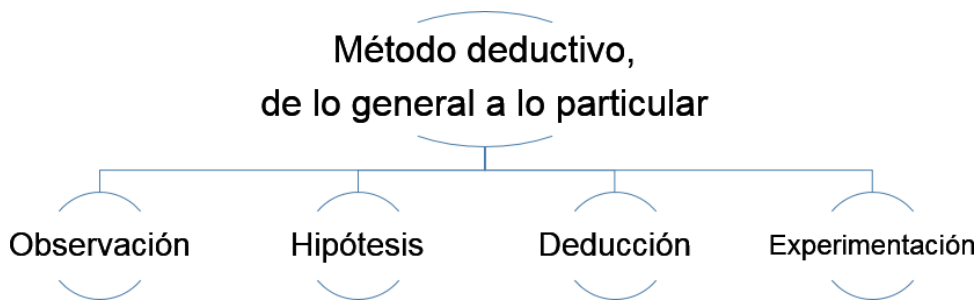 Método deductivo,
de lo general a lo particular
Observación
Hipótesis
Deducción
Experimentación